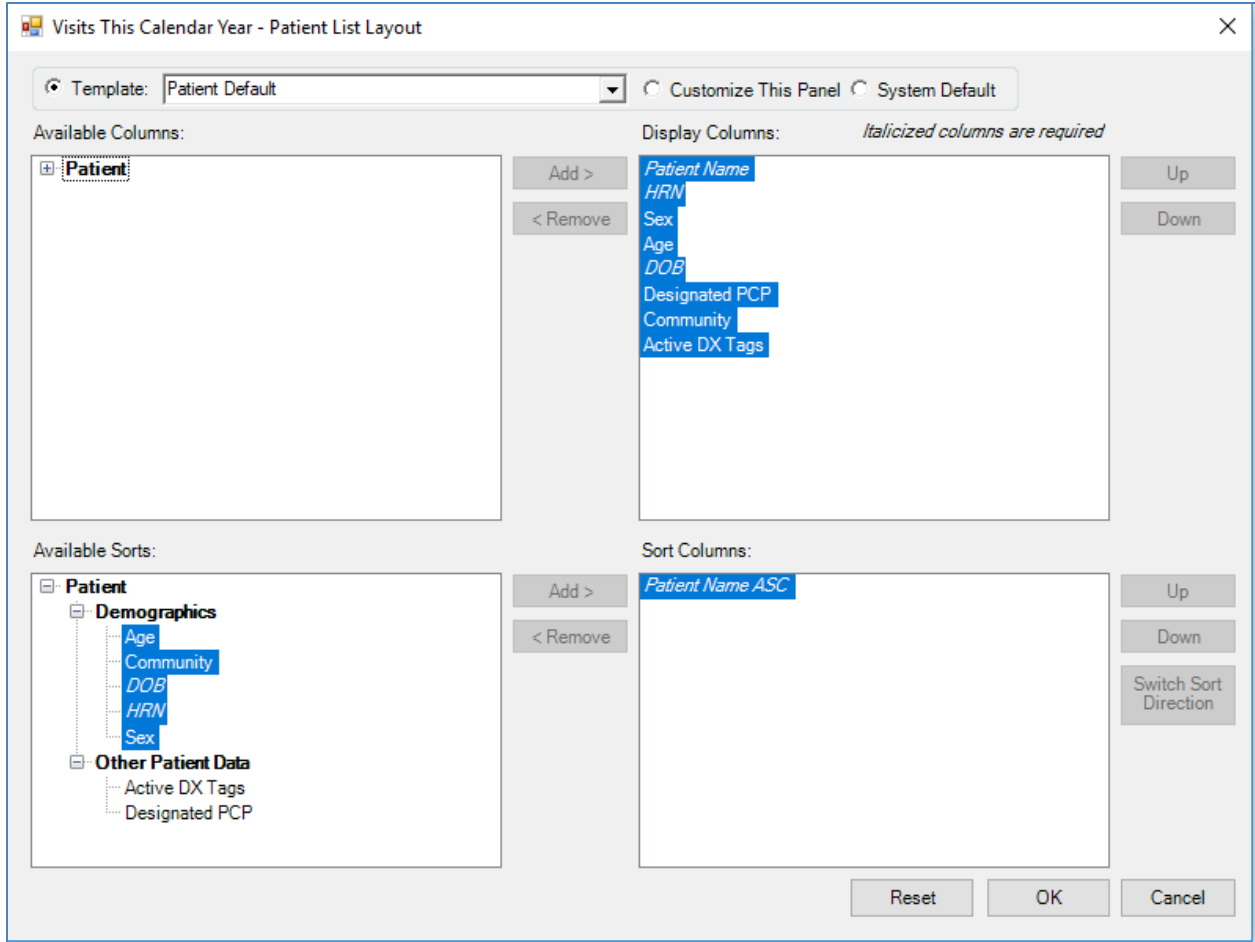 Visits This Calendar Year - Patient List Layout
Template: Patient Default Customize This Panel System Default
Available Columns:
Patient
Add >
< Remove
Display Columns: Italicized columns are required
Patient Name
HRN
Sex
Age
DOB
Designated PCP
Community
Active DX Tags
Up
Down
Available Sorts:
Patient
Demographics
Age
Community
DOB
HRN
Sex
Other Patient Data
Active DX Tags
Designated PCP
Add >
< Remove
Sort Columns:
Patient Name ASC
Up
Down
Switch Sort
Direction
Reset OK Cancel